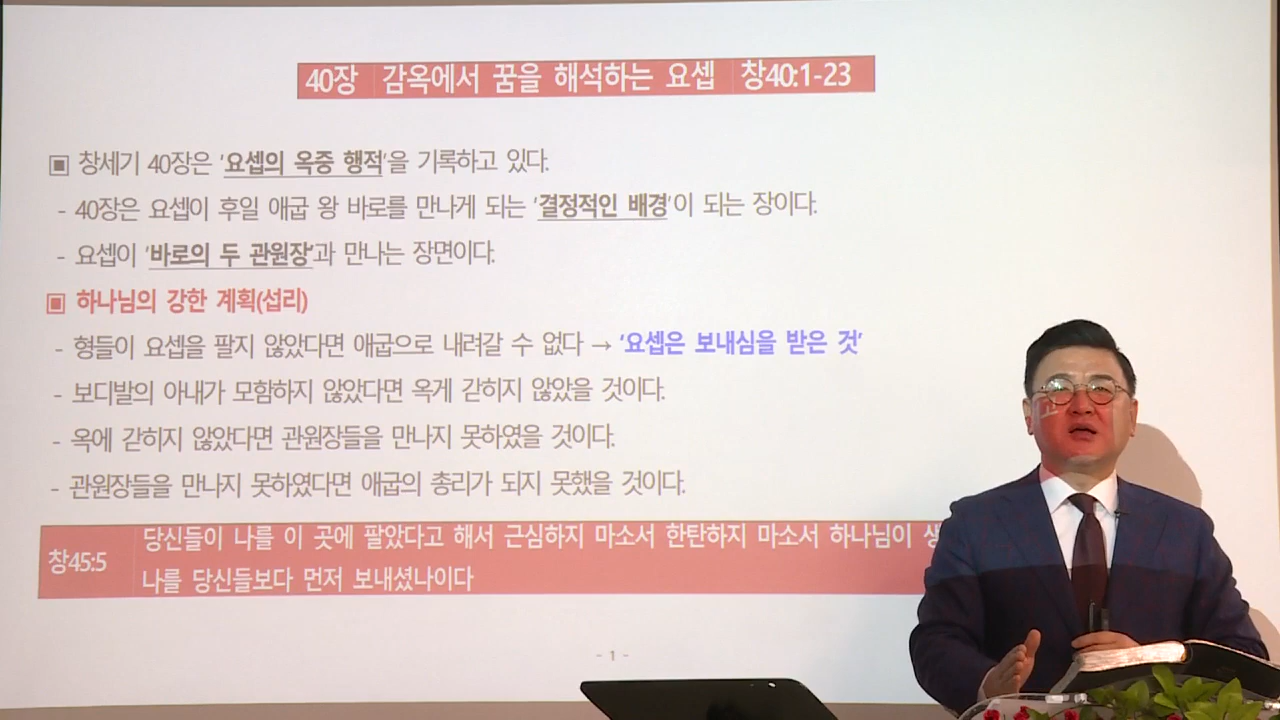 40장 감옥에서 꿈을 해석하는 요셉 창40:1-23
▣ 창세기 40장은 '요셉의 옥중 행적'을 기록하고 있다.
- 40장은 요셉이 후일 애굽 왕 바로를 만나게 되는 '결정적인 배경'이 되는 장이다.
- 요셉이 '바로의 두 관원장'과 만나는 장면이다.
▣ 하나님의 강한 계획(섭리)
- 형들이 요셉을 팔지 않았다면 애굽으로 내려갈 수 없다 → '요셉은 보내심을 받은 것'
- 보디발의 아내가 모함하지 않았다면 옥게 갇히지 않았을 것이다.
- 옥에 갇히지 않았다면 관원장들을 만나지 못하였을 것이다.
- 관원장들을 만나지 못하였다면 애굽의 총리가 되지 못했을 것이다.
창45:5
당신들이 나를 이 곳에 팔았다고 해서 근심하지 마소서 한탄하지 마소서 하나님이
나를 당신들보다 먼저 보내셨나이다
- 1 -